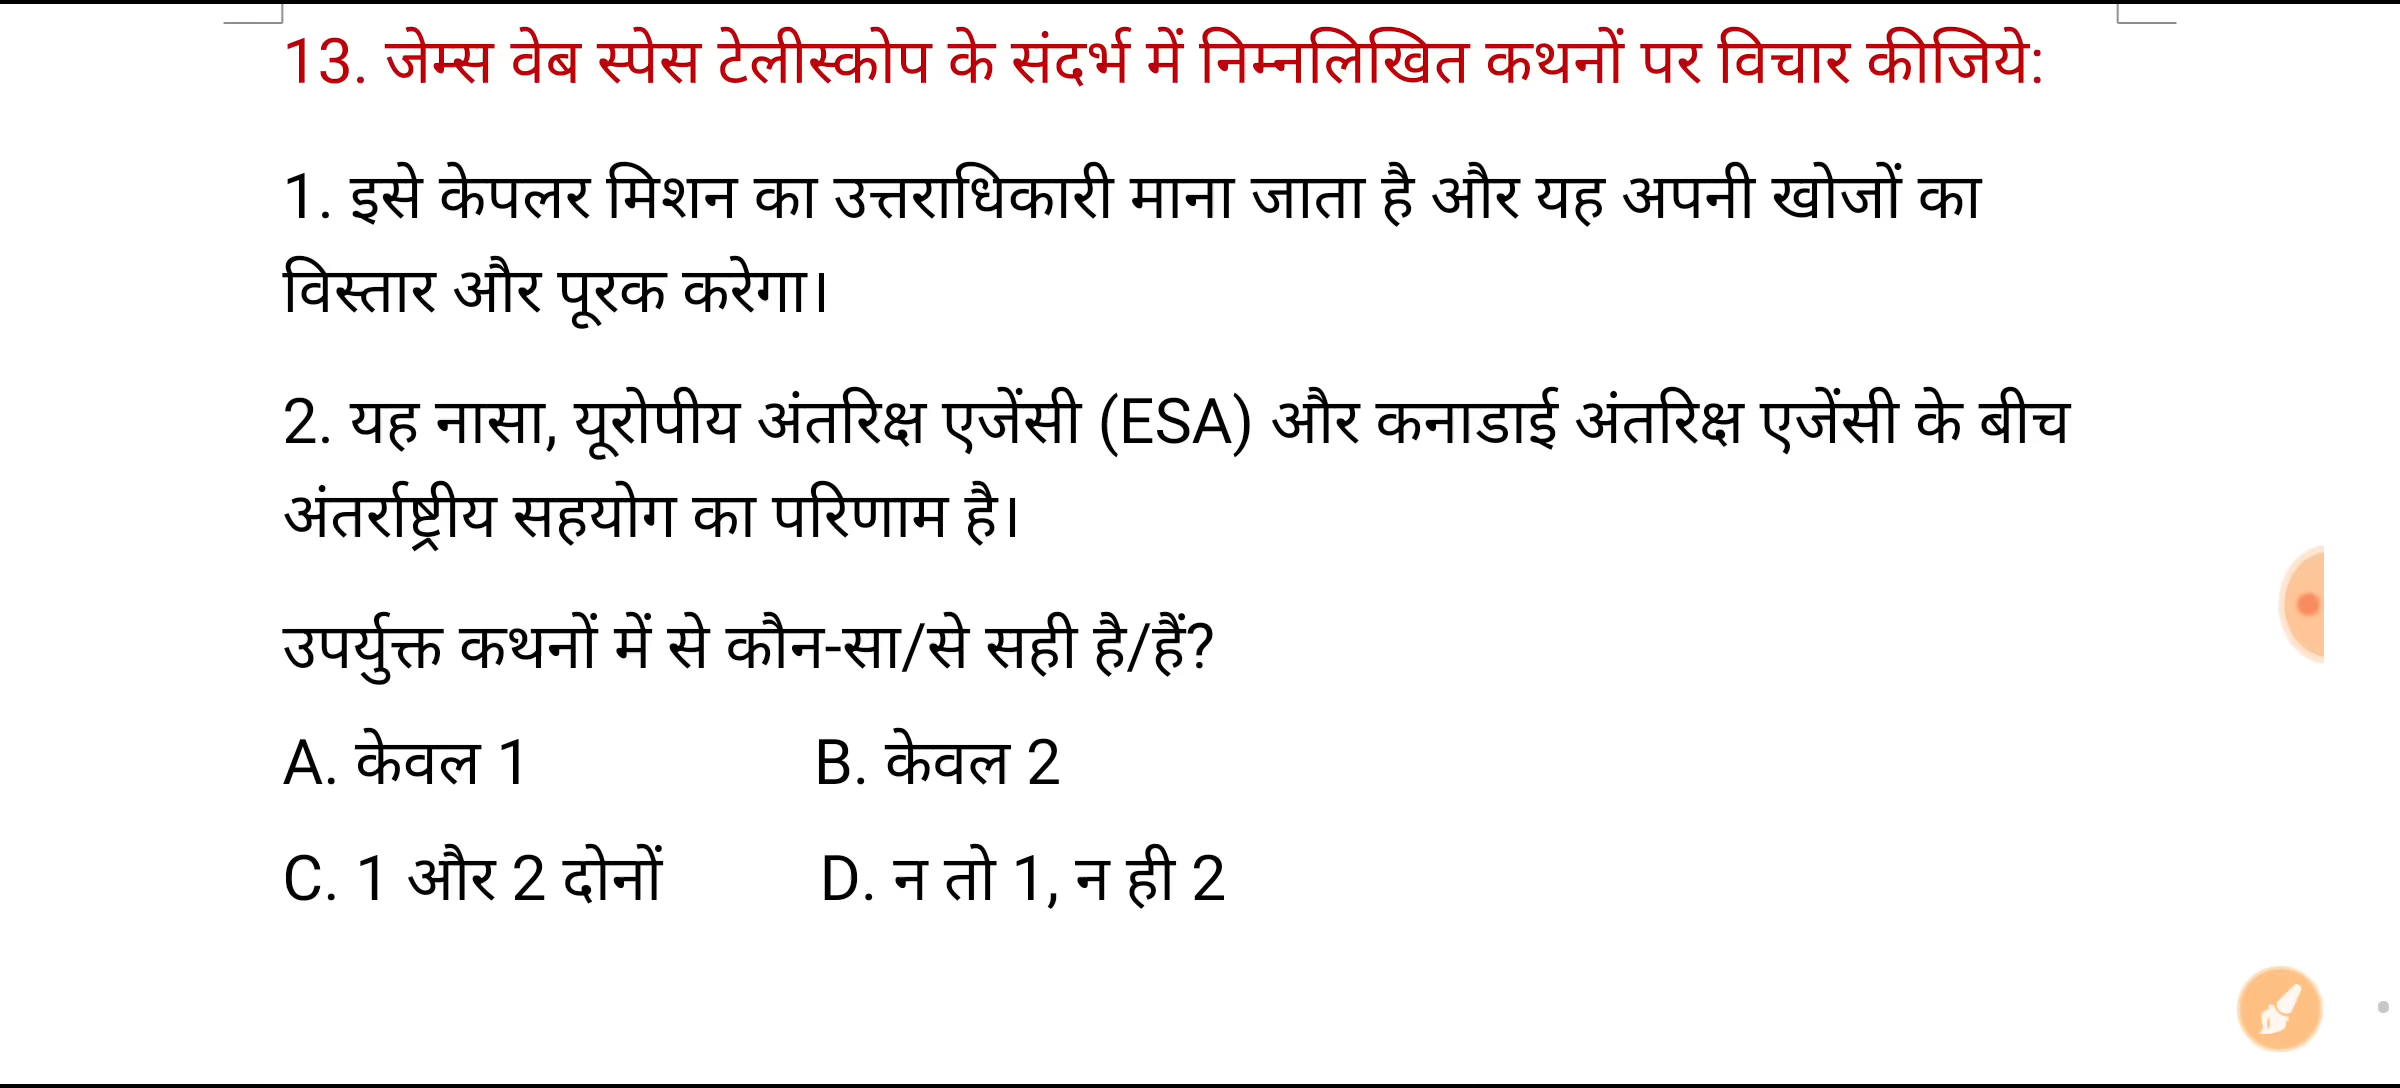 13. जेम्स वेब स्पेस टेलीस्कोप के संदर्भ में निम्नलिखित कथनों पर विचार कीजिये:
1. इसे केपलर मिशन का उत्तराधिकारी माना जाता है और यह अपनी खोजों का
विस्तार और पूरक करेगा।
2. यह नासा, यूरोपीय अंतरिक्ष एजेंसी (ESA) और कनाडाई अंतरिक्ष एजेंसी के बीच
अंतर्राष्ट्रीय सहयोग का परिणाम है।
उपर्युक्त कथनों में से कौन-सा/से सही है/हैं?
A. केवल 1 B. केवल 2
C. 1 और 2 दोनों D. न तो 1, न ही 2